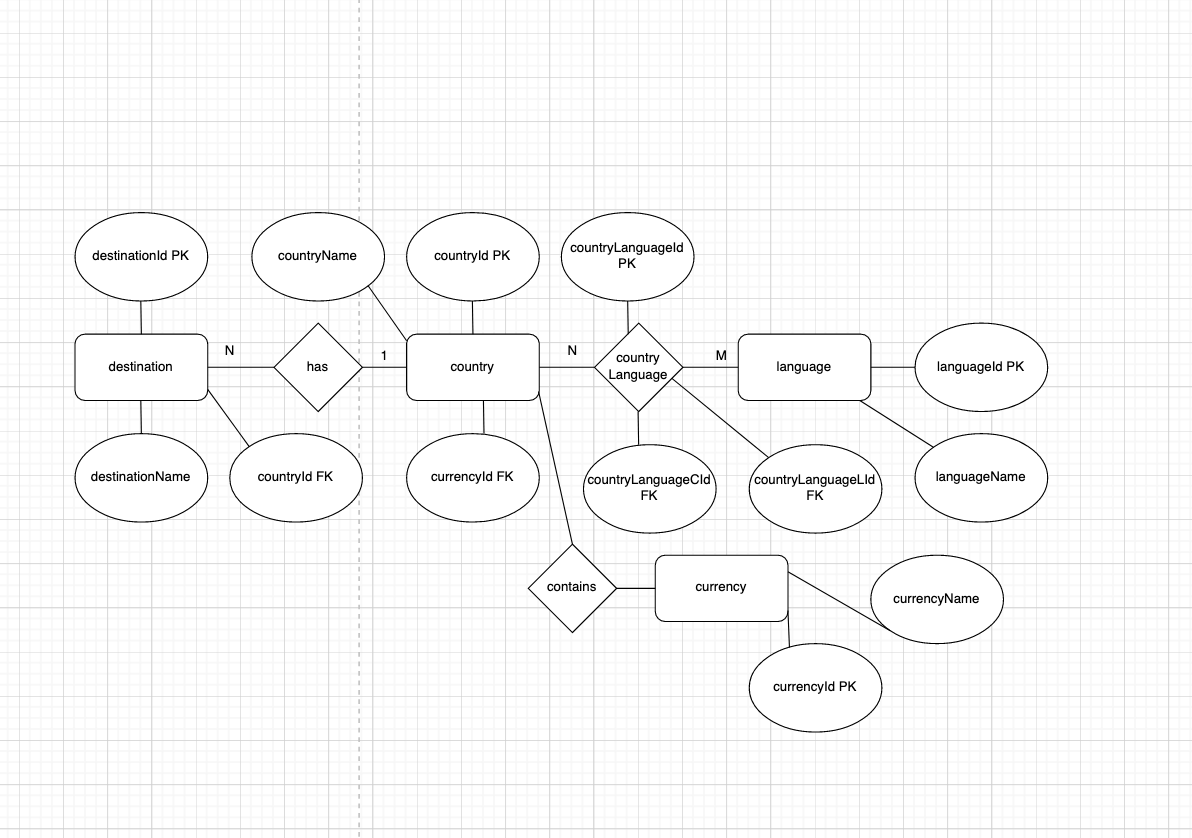 destinationId PK
countryName
countryId PK
countryLanguageId
PK
N
1
N
M
destination
has
country
country
Language
language
languageId PK
destinationName
countryId FK
currencyId FK
countryLanguageCId
FK
countryLanguageLId
FK
languageName
contains
currency
currencyName
currencyId PK